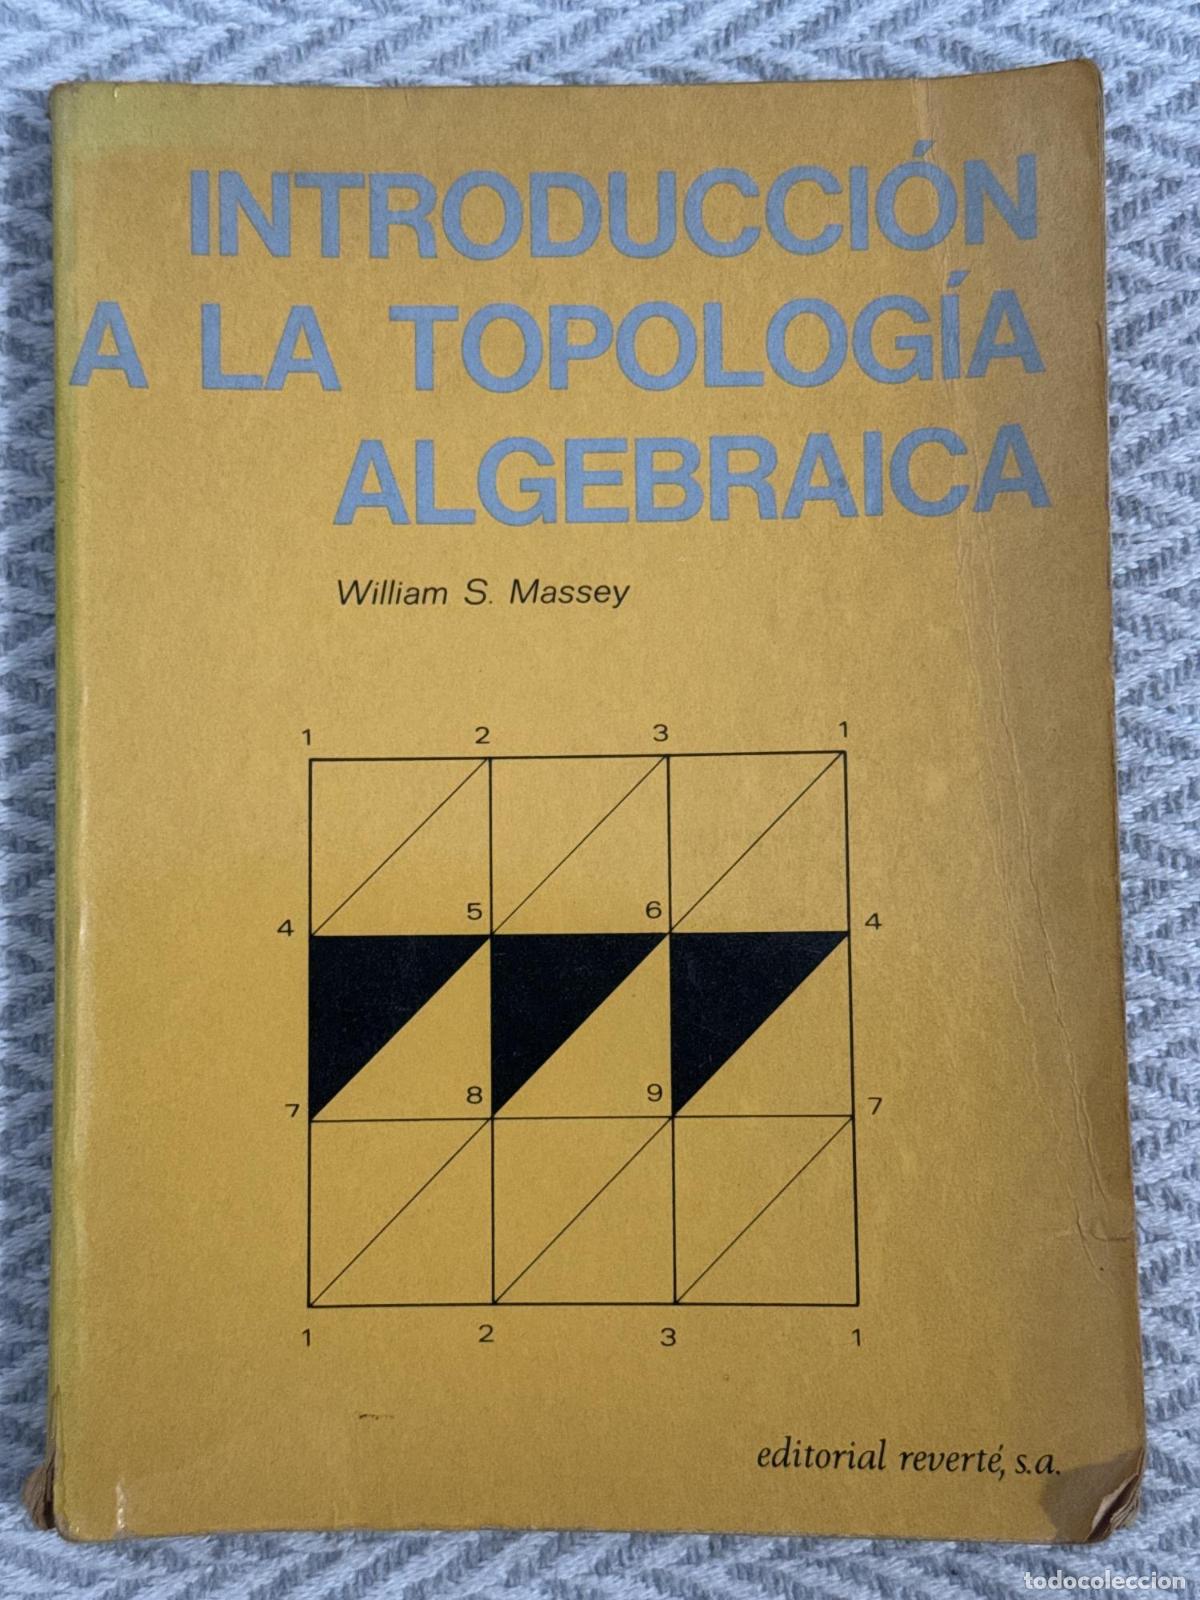 INTRODUCCIÓN
A LA TOPOLOGÍA
ALGEBRAICA
William S. Massey
1 2 3 1
4 5 6 4
7 8 9 7
1 2 3 1
editorial reverté, s.a.
todocoleccion